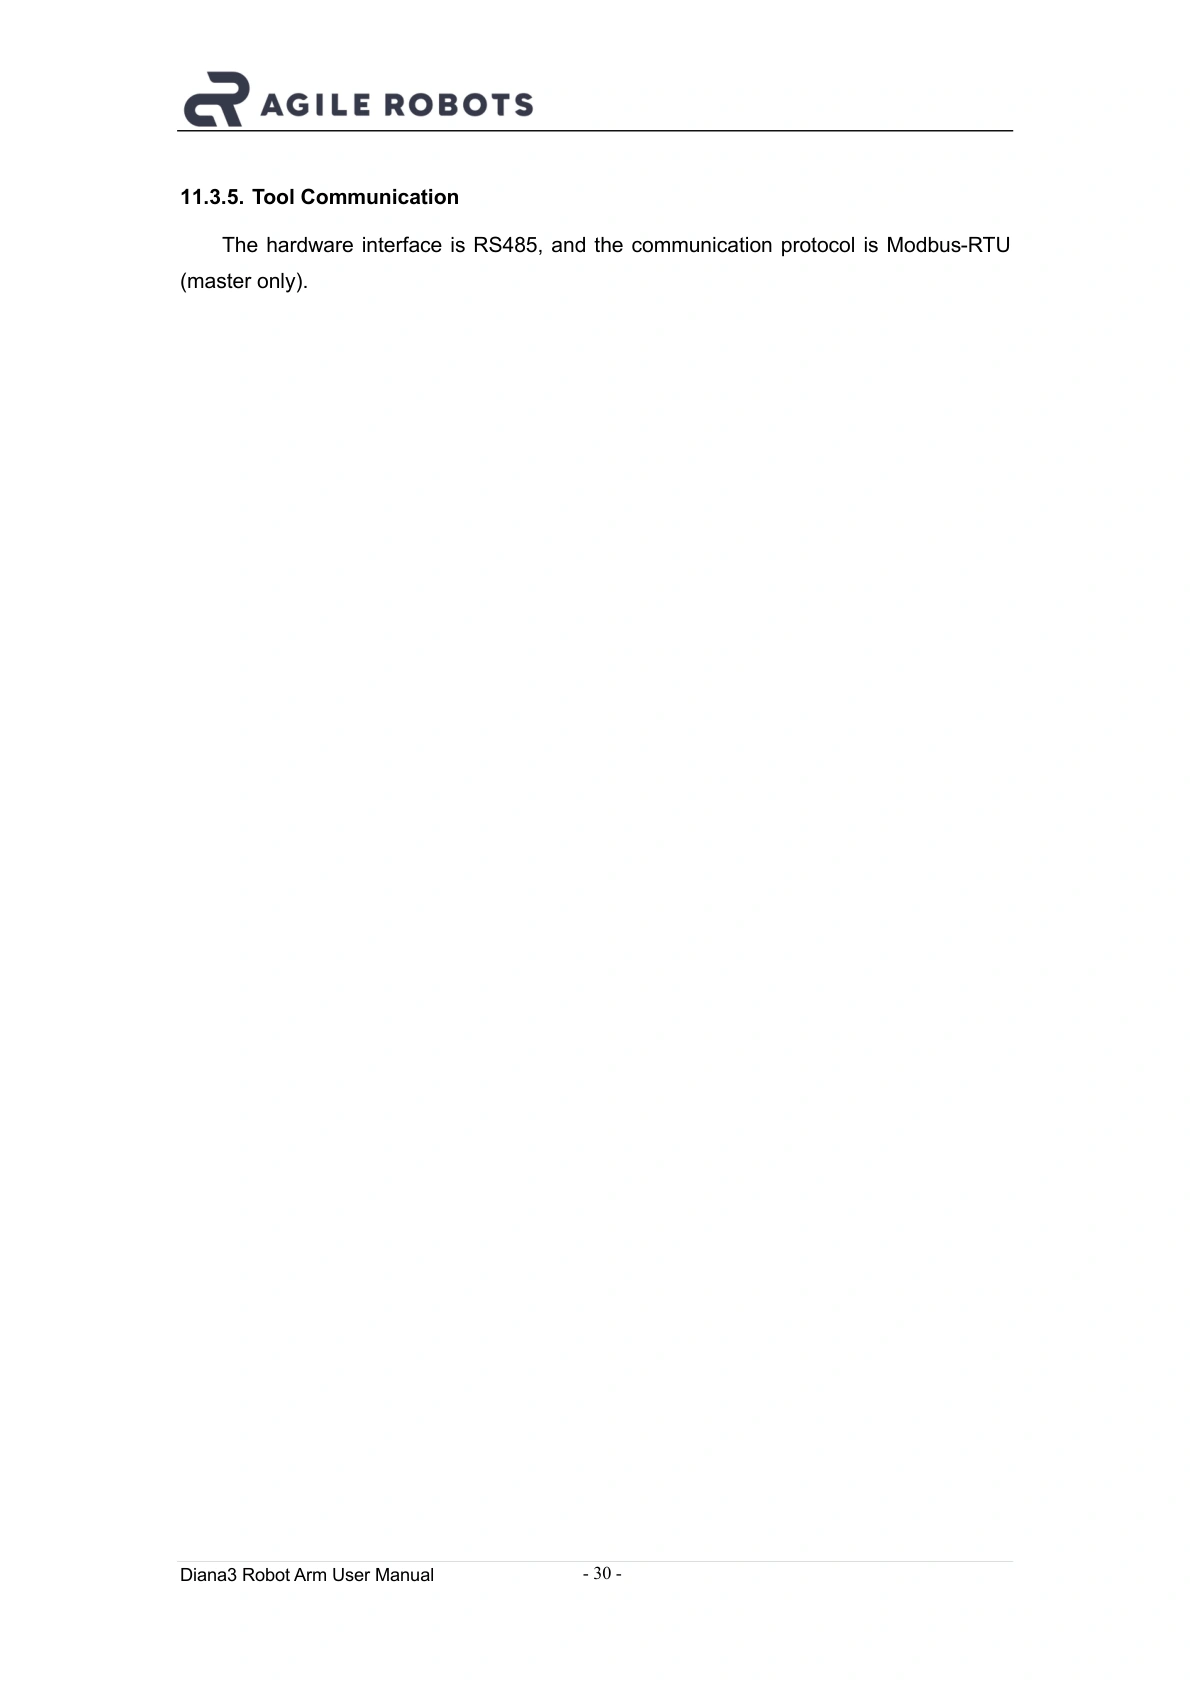 AGILE ROBOTS
11.3.5. Tool Communication
The hardware interface is RS485, and the communication protocol is Modbus-RTU
(master only).
Diana3 Robot Arm User Manual - 30 -